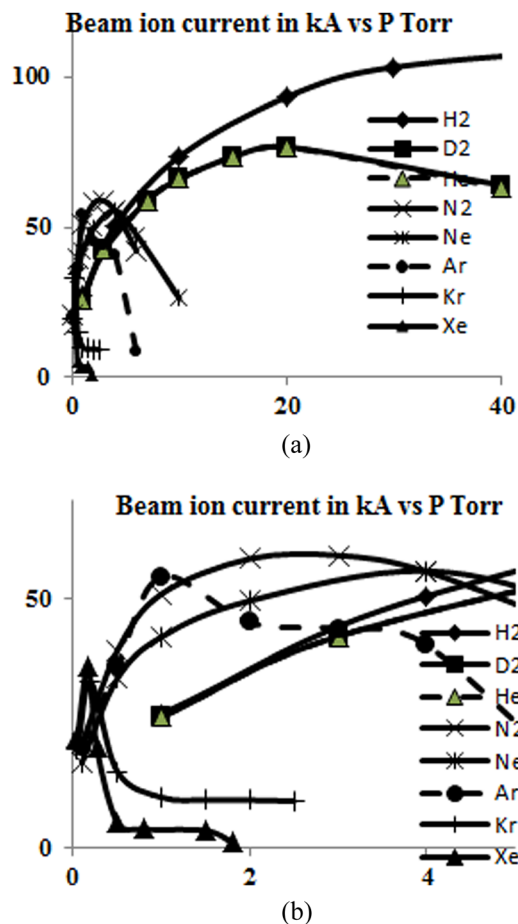 Beam ion current in kA vs P Torr
100
50
0
0
20
40
H2
D2
He
N2
Ne
Ar
Kr
Xe
(a)
Beam ion current in kA vs P Torr
50
0
0
2
4
H2
D2
He
N2
Ne
Ar
Kr
Xe
(b)